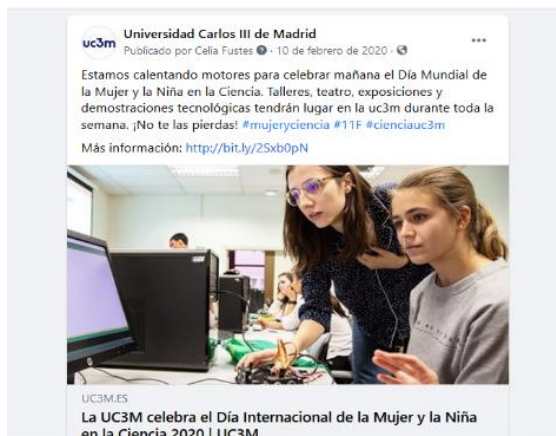 uc3m
Universidad Carlos III de Madrid
Publicado por Celia Fustes · 10 de febrero de 2020 ·
Estamos calentando motores para celebrar mañana el Día Mundial de
la Mujer y la Niña en la Ciencia. Talleres, teatro, exposiciones y
demostraciones tecnológicas tendrán lugar en la uc3m durante toda la
semana. ¡No te las pierdas! #mujeryciencia #11F #cienciauc3m
Más información: http://bit.ly/2Sxb0pN
UC3M.ES
La UC3M celebra el Día Internacional de la Mujer y la Niña
en la Ciencia 2020 | UC3M